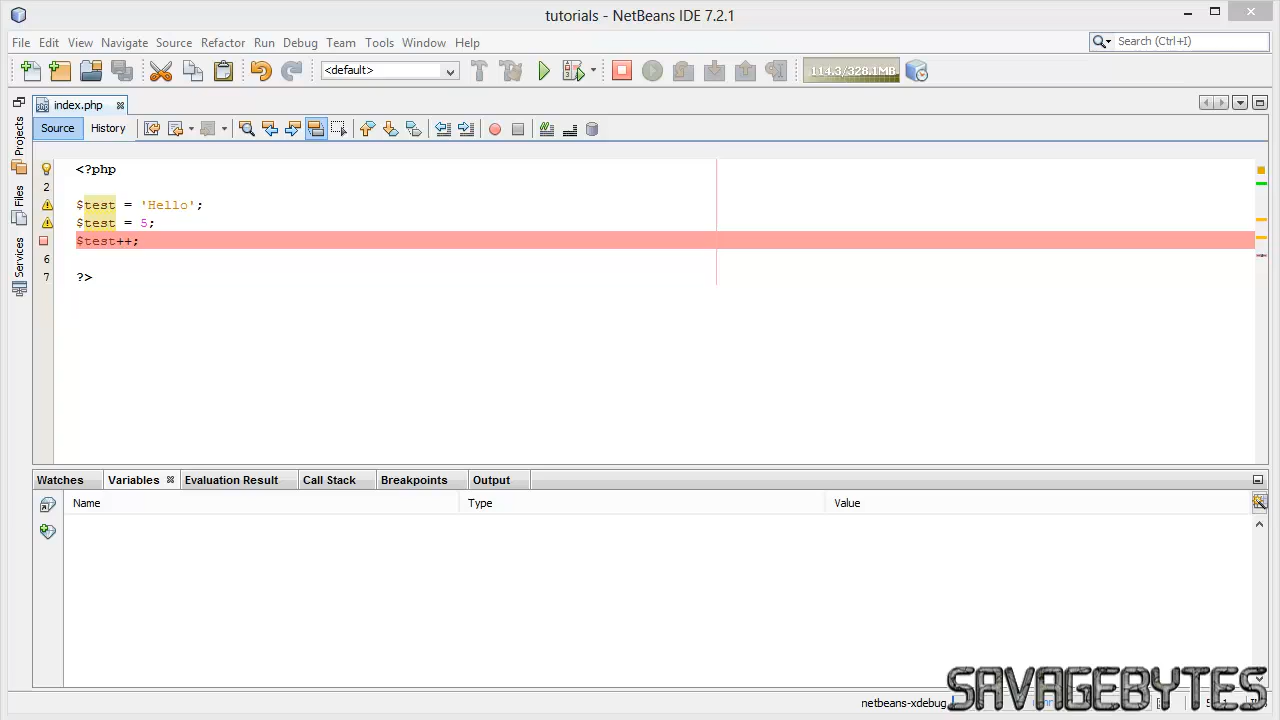 tutorials - NetBeans IDE 7.2.1
File Edit View Navigate Source Refactor Run Debug Team Tools Window Help
Search (Ctrl+I)
<default>
114.3/328.1MB
index.php
Projects
Files
Services
Source History
<?php
2
$test = 'Hello';
$test = 5;
$test++;
6
7 ?>
Watches Variables Evaluation Result Call Stack Breakpoints Output
Name Type Value
netbeans-xdebug
SAVAGEBYTES